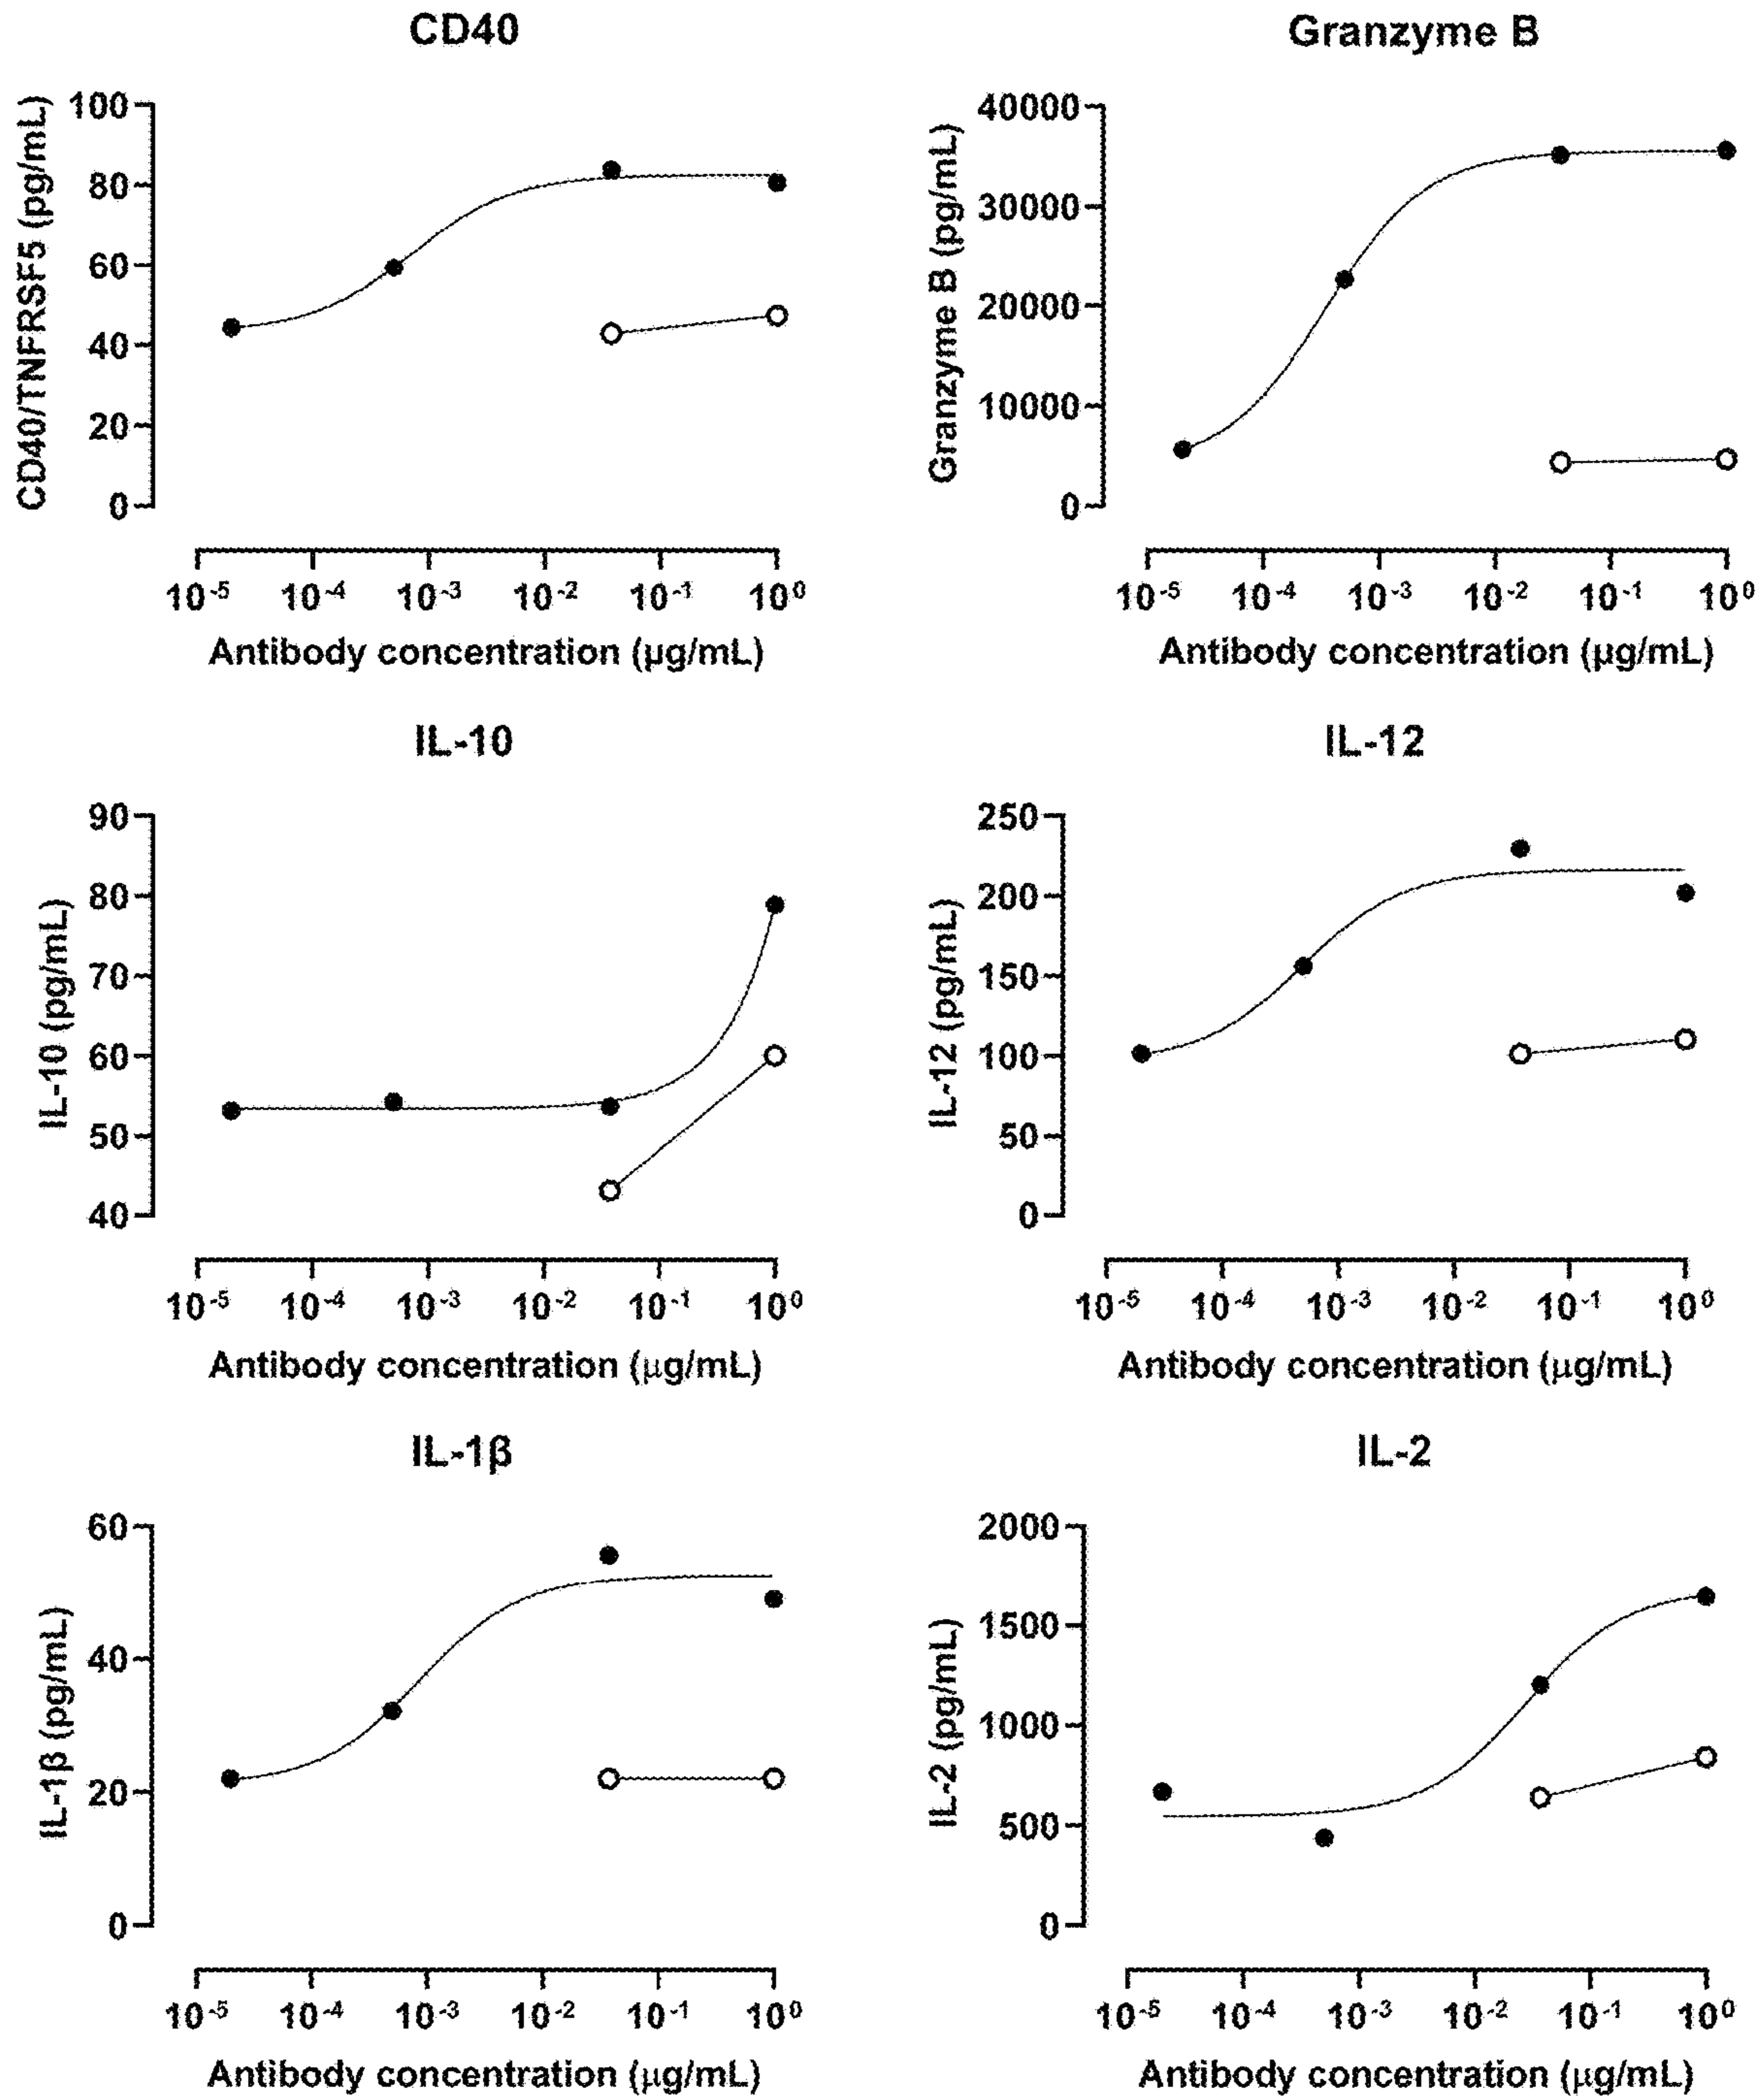 CD40
CD40/TNFRSF5 (pg/mL)
100
80
60
40
20
0
10⁻⁵ 10⁻⁴ 10⁻³ 10⁻² 10⁻¹ 10⁰
Antibody concentration (µg/mL)
Granzyme B
Granzyme B (pg/mL)
40000
30000
20000
10000
0
10⁻⁵ 10⁻⁴ 10⁻³ 10⁻² 10⁻¹ 10⁰
Antibody concentration (µg/mL)
IL-10
IL-10 (pg/mL)
90
80
70
60
50
40
10⁻⁵ 10⁻⁴ 10⁻³ 10⁻² 10⁻¹ 10⁰
Antibody concentration (µg/mL)
IL-12
IL-12 (pg/mL)
250
200
150
100
50
0
10⁻⁵ 10⁻⁴ 10⁻³ 10⁻² 10⁻¹ 10⁰
Antibody concentration (µg/mL)
IL-1β
IL-1β (pg/mL)
60
40
20
0
10⁻⁵ 10⁻⁴ 10⁻³ 10⁻² 10⁻¹ 10⁰
Antibody concentration (µg/mL)
IL-2
IL-2 (pg/mL)
2000
1500
1000
500
0
10⁻⁵ 10⁻⁴ 10⁻³ 10⁻² 10⁻¹ 10⁰
Antibody concentration (µg/mL)